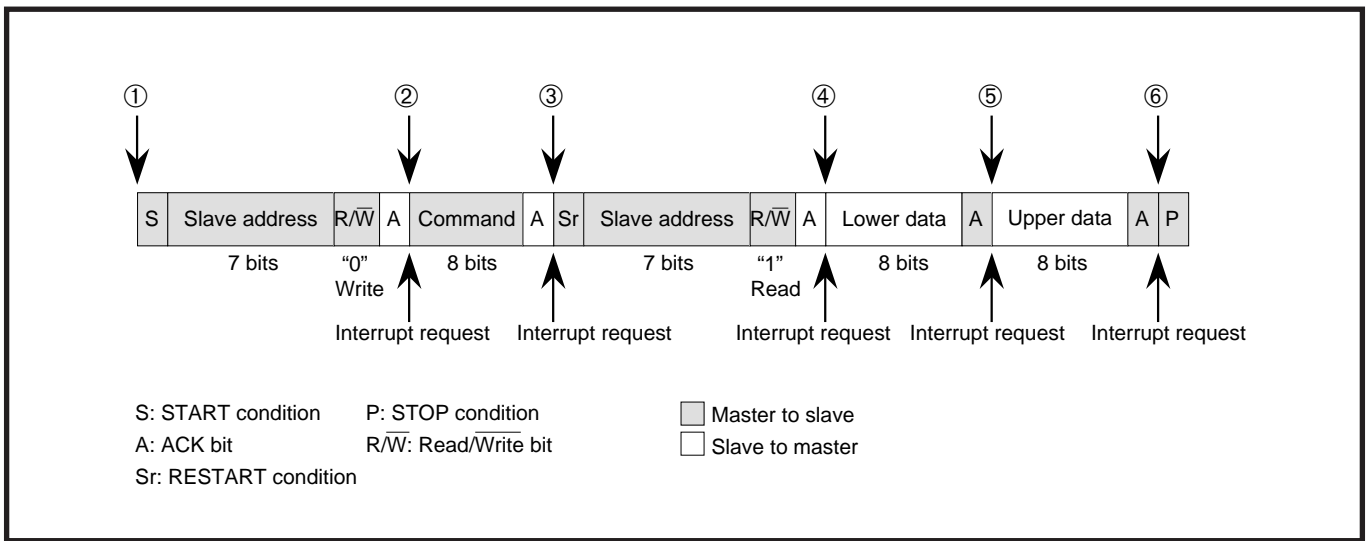 ① ② ③ ④ ⑤ ⑥
S Slave address R/W̅ A Command A Sr Slave address R/W̅ A Lower data A Upper data A P
7 bits “0” 8 bits 7 bits “1” 8 bits 8 bits
Write Read
Interrupt request Interrupt request Interrupt request Interrupt request Interrupt request
S: START condition P: STOP condition Master to slave
A: ACK bit R/W̅: Read/W̅r̅i̅t̅e̅ bit Slave to master
Sr: RESTART condition